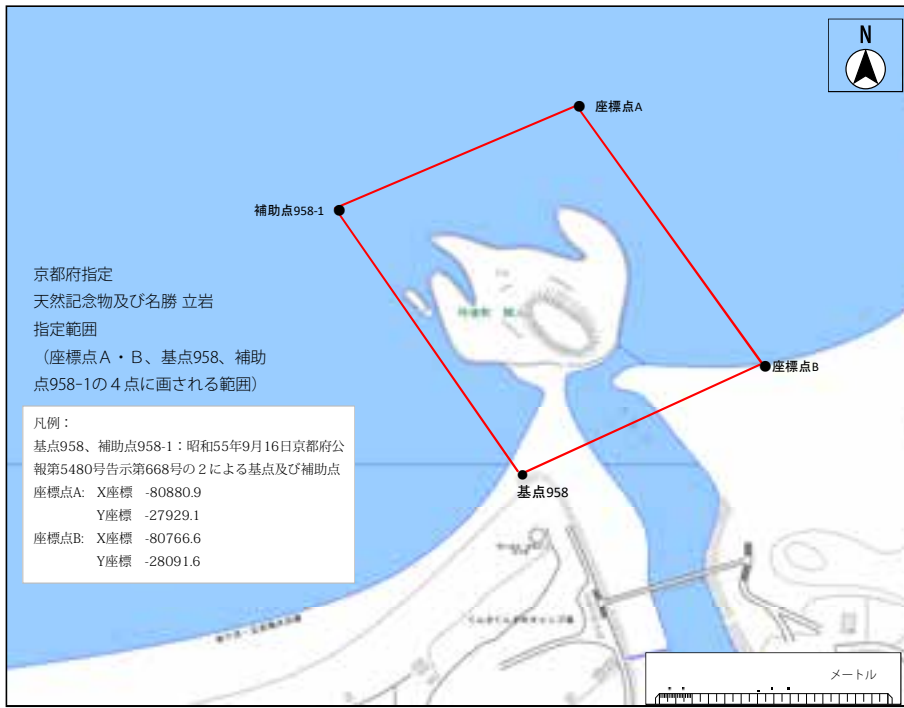 N
座標点A
補助点958-1
京都府指定
天然記念物及び名勝 立岩
指定範囲
（座標点A・B、基点958、補助
点958-1の４点に画される範囲）
座標点B
凡例：
基点958、補助点958-1：昭和55年9月16日京都府公
報第5480号告示第668号の２による基点及び補助点
座標点A: X座標 -80880.9
Y座標 -27929.1
座標点B: X座標 -80766.6
Y座標 -28091.6
基点958
メートル